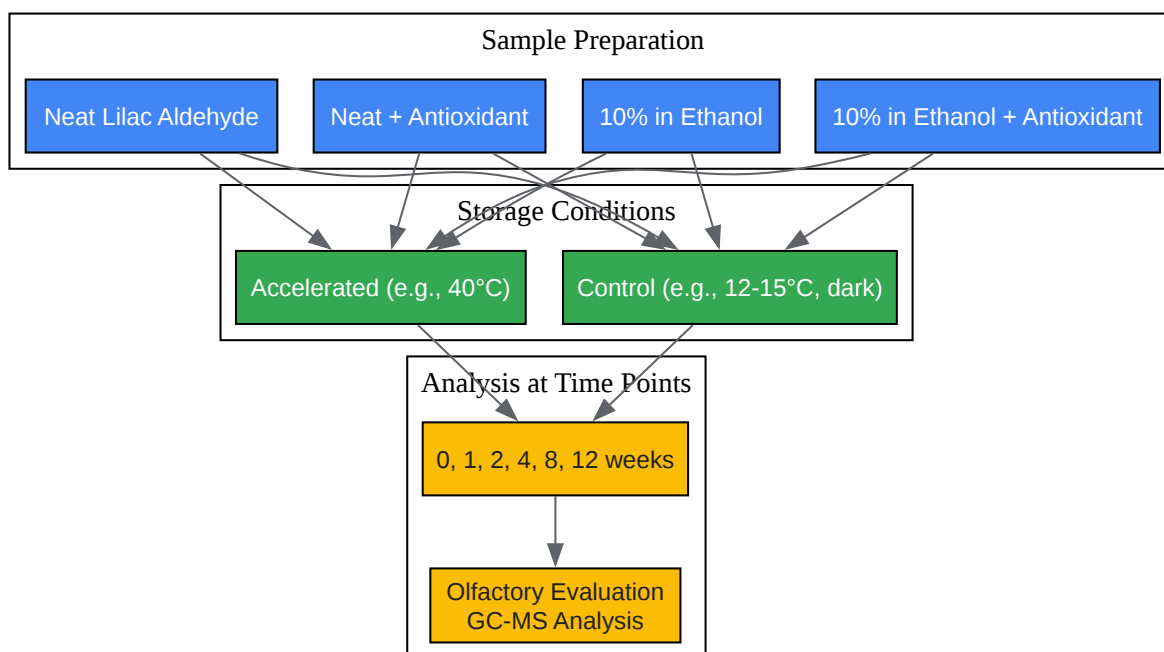 Sample Preparation
Neat Lilac Aldehyde
Neat + Antioxidant
10% in Ethanol
10% in Ethanol + Antioxidant
Storage Conditions
Accelerated (e.g., 40°C)
Control (e.g., 12-15°C, dark)
Analysis at Time Points
0, 1, 2, 4, 8, 12 weeks
Olfactory Evaluation
GC-MS Analysis